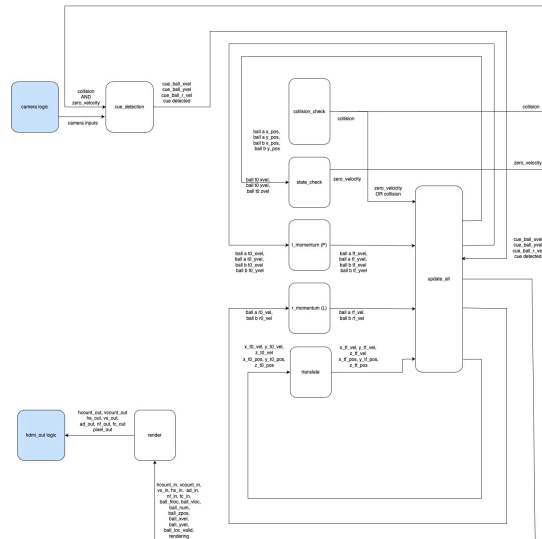 camera logic
collision
AND
zero_velocity
camera inputs
cue_detection
cue_ball_xvel
cue_ball_yvel
cue_ball_r_vel
cue detected
collision_check
collision
collision
ball a x_pos,
ball a y_pos,
ball b x_pos,
ball b y_pos
ball t0 xvel,
ball t0 yvel,
ball t0 zvel
state_check
zero_velocity
zero_velocity
zero_velocity
OR collision
ball a t0_xvel,
ball a t0_yvel,
ball b t0_xvel
ball b t0_yvel
t_momentum (P)
ball a tf_xvel,
ball a tf_yvel,
ball b tf_xvel
ball b tf_yvel
update_all
cue_ball_xvel
cue_ball_yvel
cue_ball_r_vel
cue detected
ball a r0_vel,
ball b r0_vel
r_momentum (L)
ball a rf_vel,
ball b rf_vel
x_t0_vel, y_t0_vel,
z_t0_vel
x_t0_pos, y_t0_pos,
z_t0_pos
translate
x_tf_vel, y_tf_vel,
z_tf_vel
x_tf_pos, y_tf_pos,
z_tf_pos
hdmi_out logic
hcount_out, vcount_out
hs_out, vs_out,
ad_out, nf_out, fc_out
pixel_out
render
hcount_in, vcount_in,
vs_in, hs_in, ad_in,
nf_in, fc_in,
ball_hloc, ball_vloc,
ball_num,
ball_zpos,
ball_xvel,
ball_yvel,
ball_loc_valid,
rendering